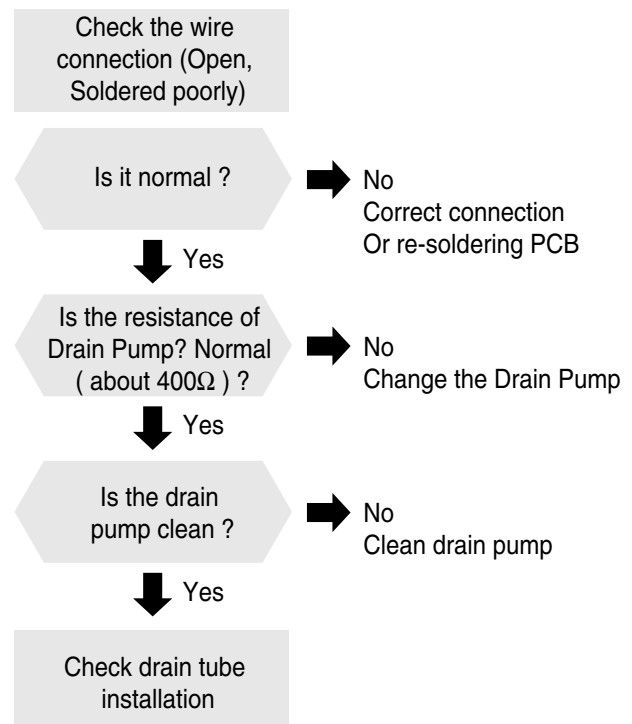 Check the wire
connection (Open,
Soldered poorly)
Is it normal ?
No
Correct connection
Or re-soldering PCB
Yes
Is the resistance of
Drain Pump? Normal
( about 400Ω ) ?
No
Change the Drain Pump
Yes
Is the drain
pump clean ?
No
Clean drain pump
Yes
Check drain tube
installation